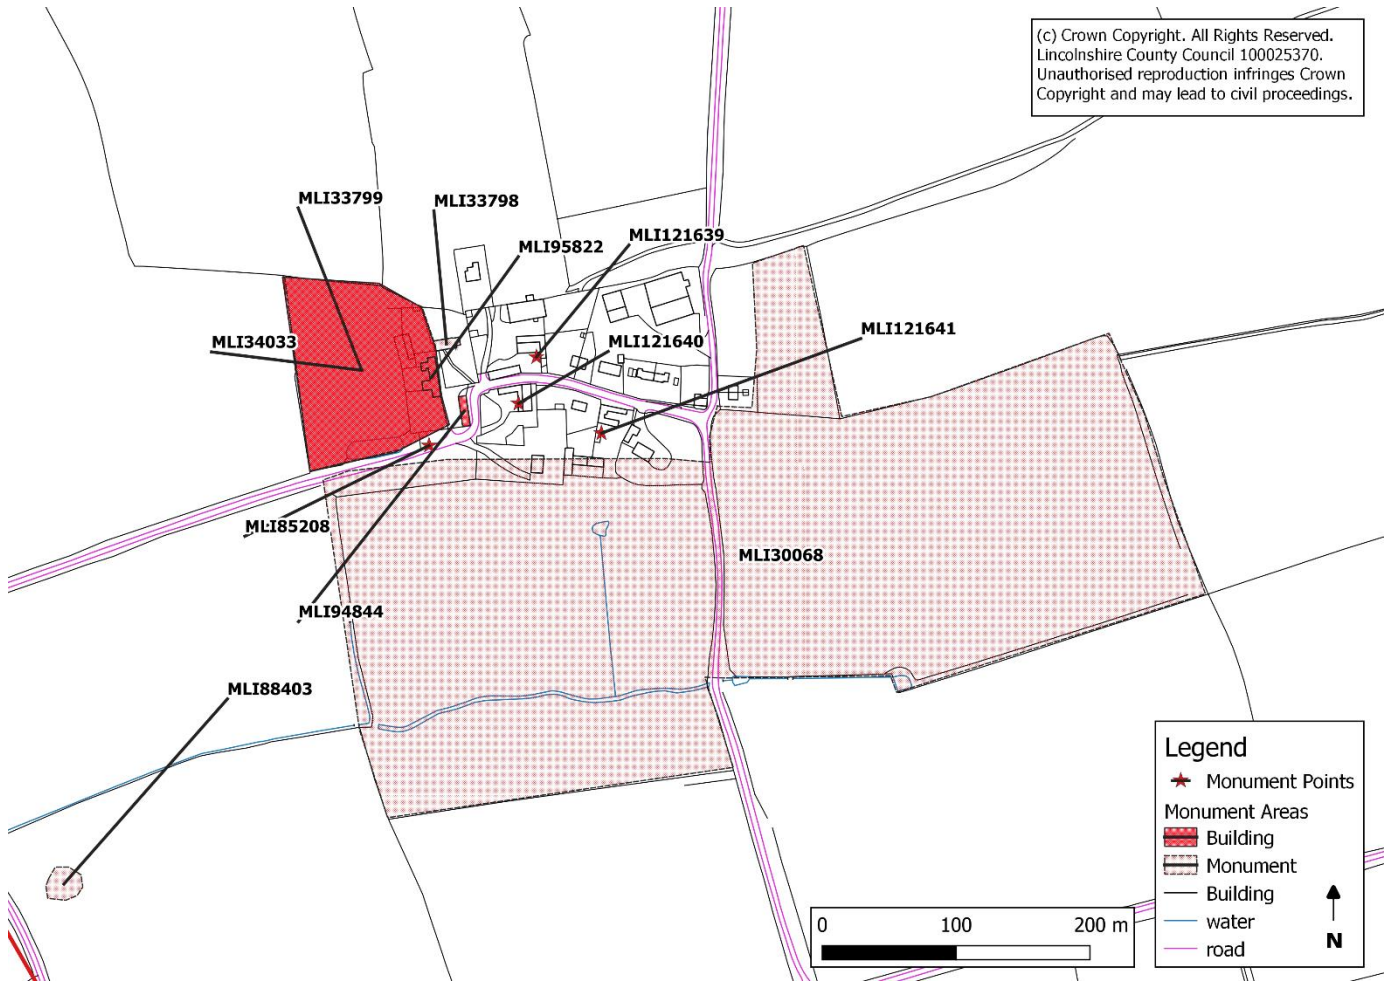 (c) Crown Copyright. All Rights Reserved.
Lincolnshire County Council 100025370.
Unauthorised reproduction infringes Crown
Copyright and may lead to civil proceedings.
MLI33799
MLI33798
MLI95822
MLI121639
MLI34033
MLI121640
MLI121641
MLI85208
MLI30068
MLI94844
MLI88403
Legend
Monument Points
Monument Areas
Building
Monument
Building
water
road
N
0 100 200 m